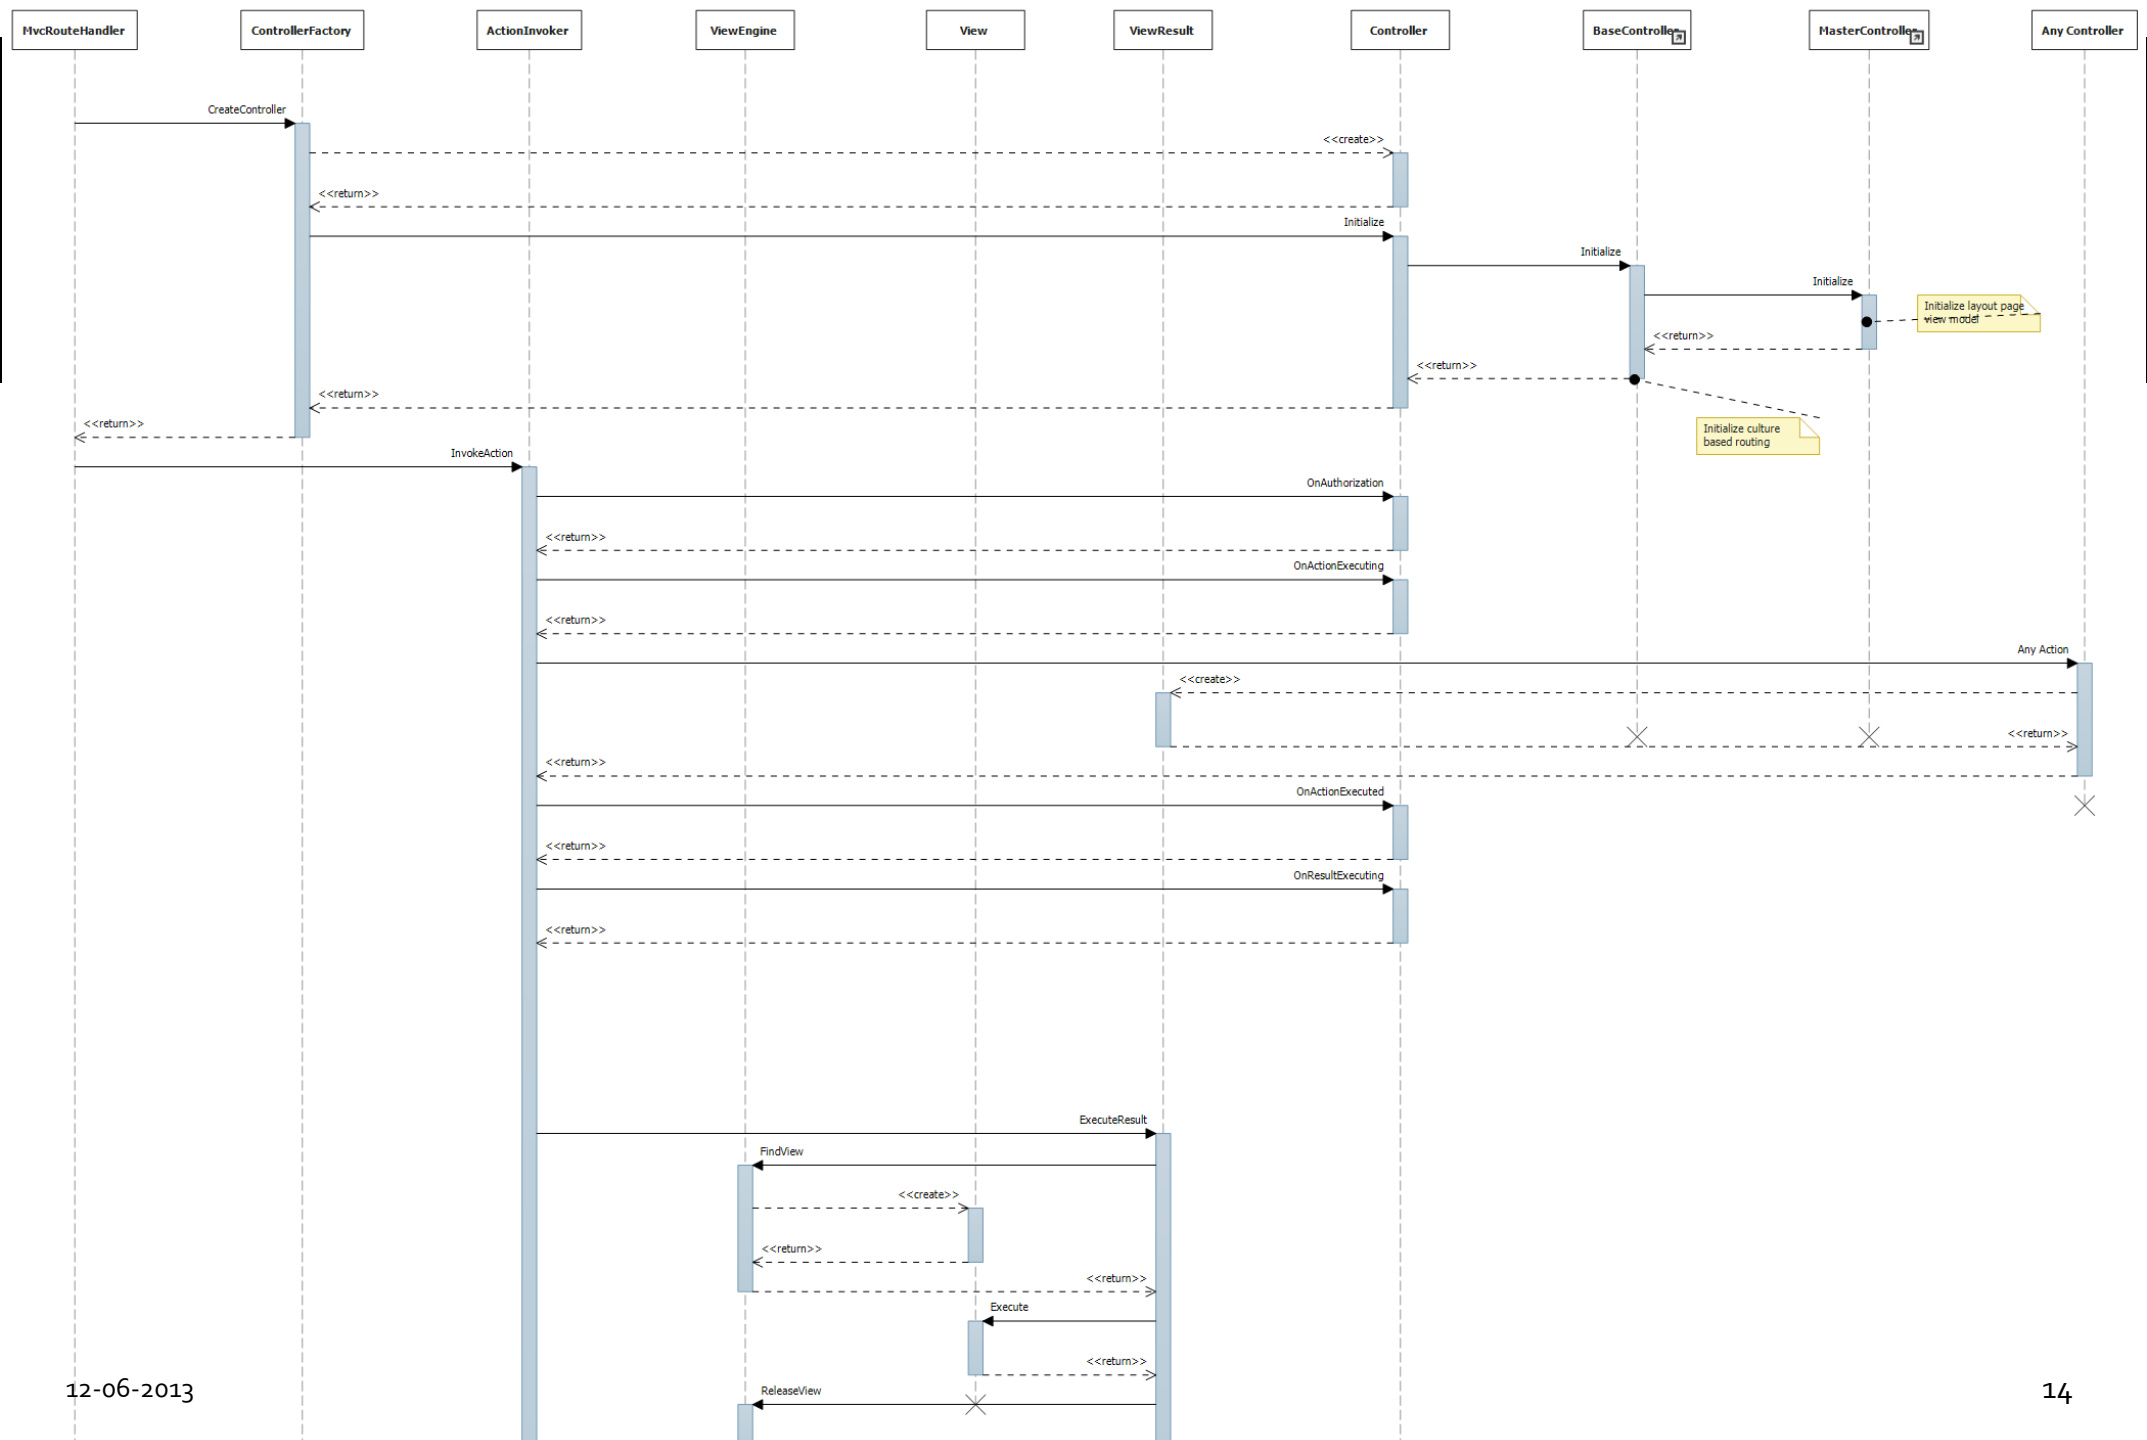 MvcRouteHandler
ControllerFactory
ActionInvoker
ViewEngine
View
ViewResult
Controller
BaseController
MasterController
Any Controller
CreateController
<<create>>
<<return>>
Initialize
Initialize
Initialize
Initialize layout page
view model
<<return>>
<<return>>
<<return>>
<<return>>
Initialize culture
based routing
InvokeAction
OnAuthorization
<<return>>
OnActionExecuting
<<return>>
Any Action
<<create>>
<<return>>
<<return>>
OnActionExecuted
<<return>>
OnResultExecuting
<<return>>
ExecuteResult
FindView
<<create>>
<<return>>
<<return>>
Execute
<<return>>
ReleaseView
12-06-2013
14